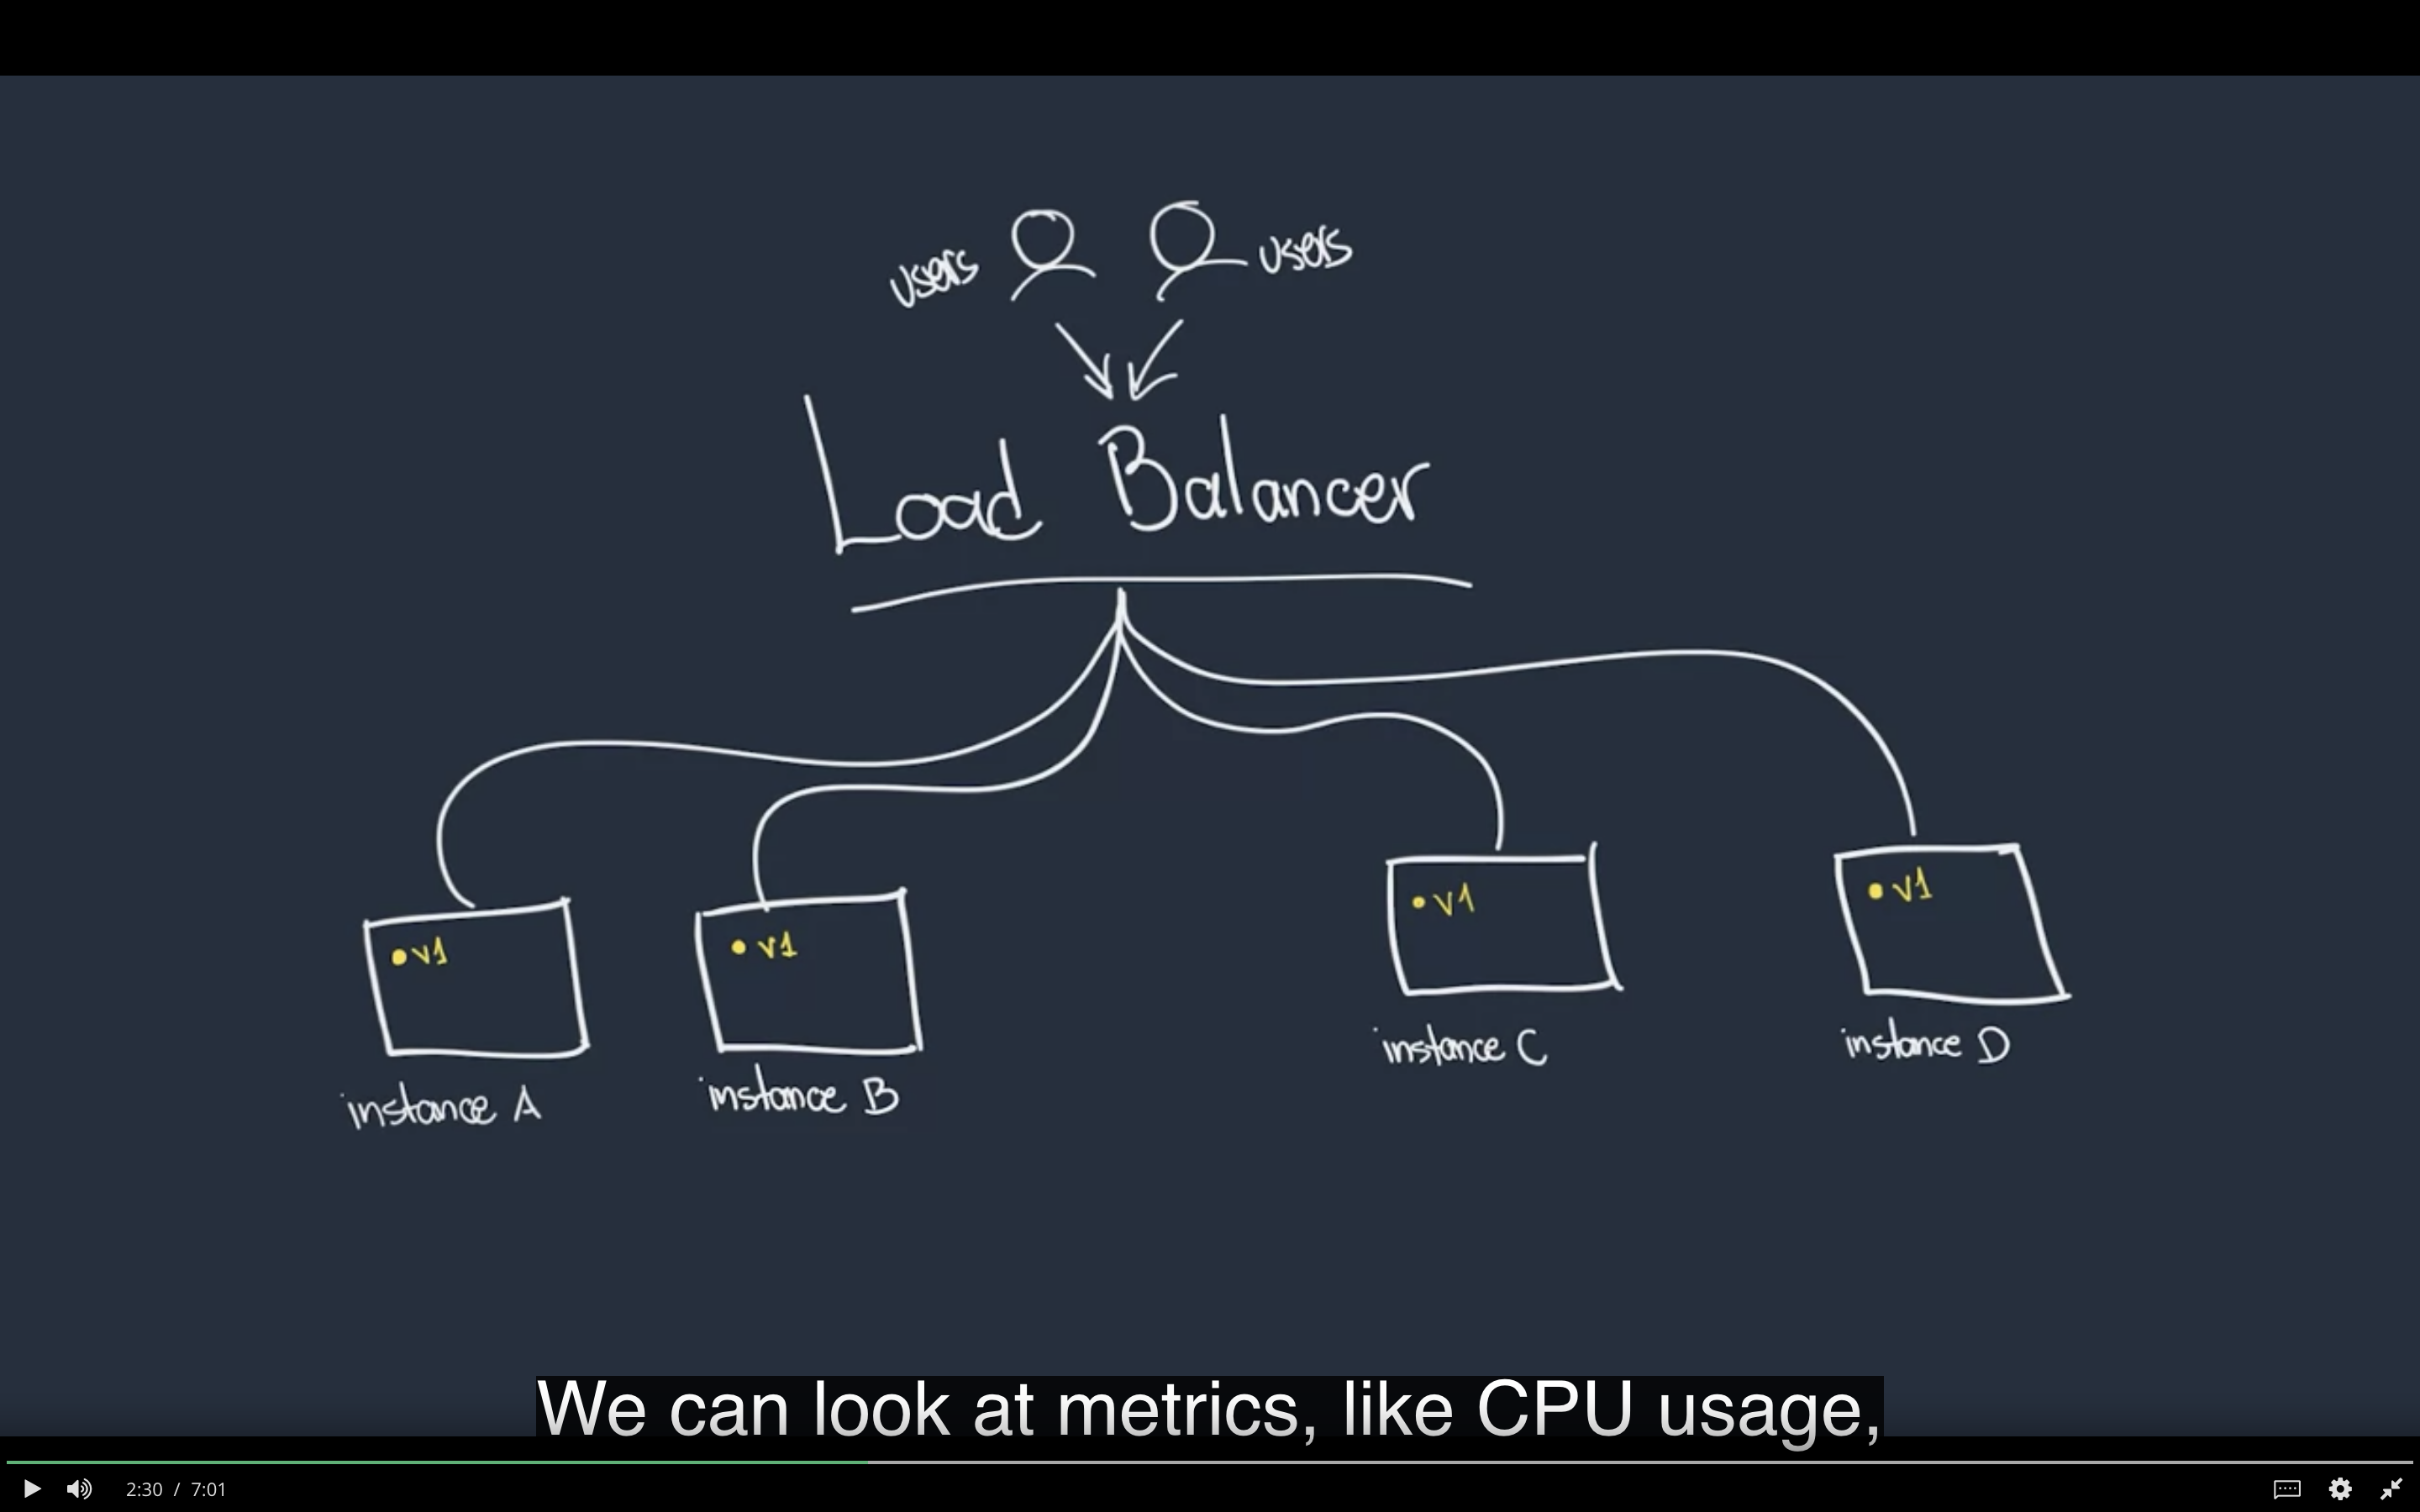 users users
Load Balancer
v1 v1 v1 v1
instance A instance B instance C instance D
We can look at metrics, like CPU usage,
2:30 / 7:01